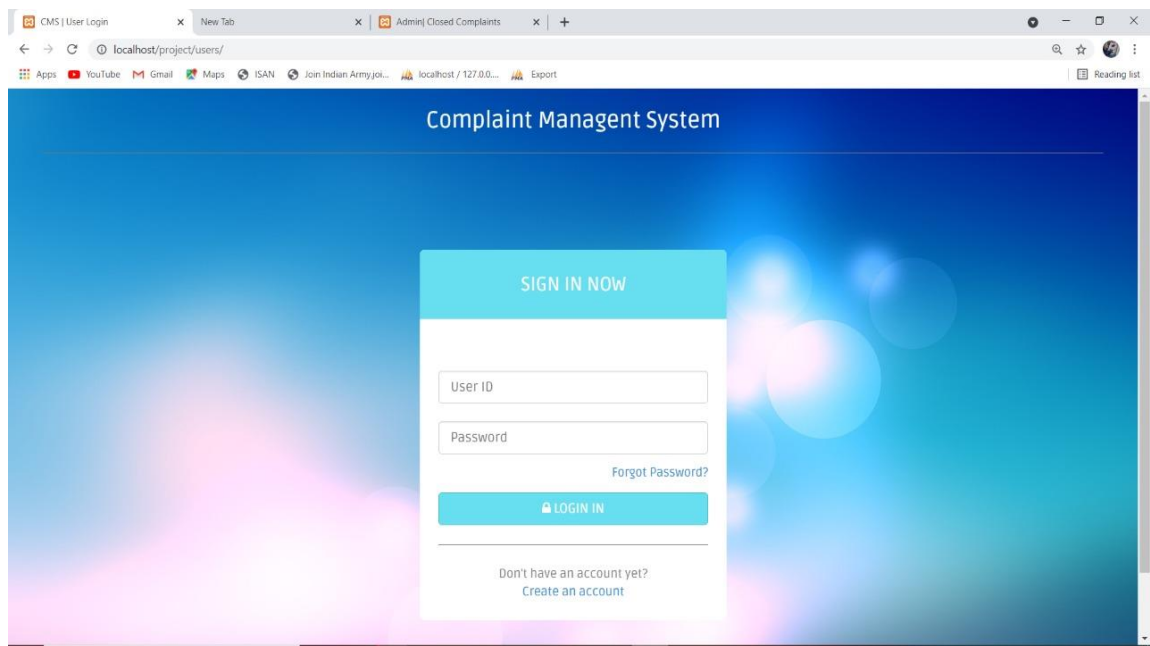 CMS | User Login
New Tab
Admin| Closed Complaints
localhost/project/users/
Apps YouTube Gmail Maps ISAN Join Indian Army,joi... localhost / 127.0.0.... Export Reading list
Complaint Managent System
SIGN IN NOW
User ID
Password
Forgot Password?
LOGIN IN
Don't have an account yet?
Create an account